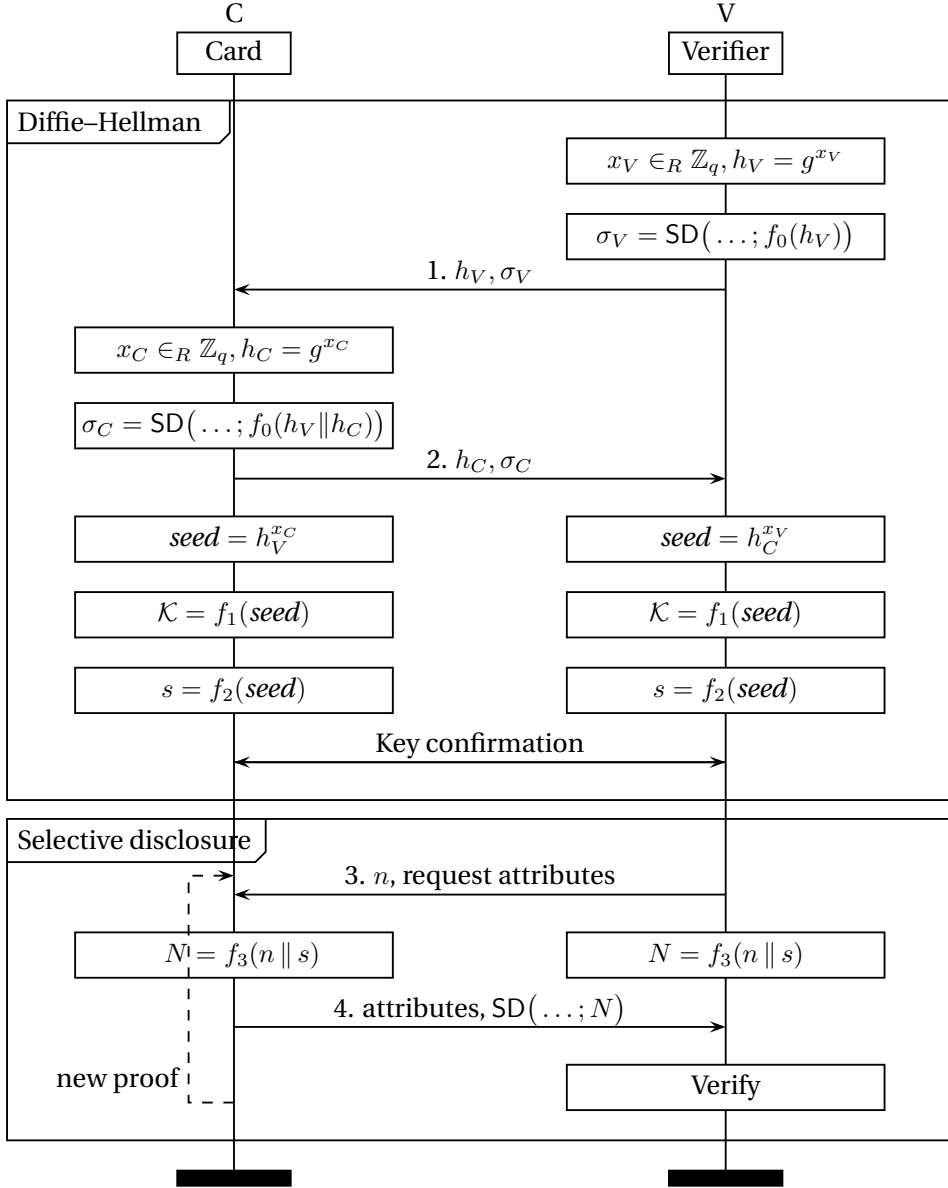 C V
Card Verifier
Diffie–Hellman
x_V ∈_R ℤ_q, h_V = g^{x_V}
σ_V = SD(…; f_0(h_V))
1. h_V, σ_V
x_C ∈_R ℤ_q, h_C = g^{x_C}
σ_C = SD(…; f_0(h_V∥h_C))
2. h_C, σ_C
seed = h_V^{x_C} seed = h_C^{x_V}
𝒦 = f_1(seed) 𝒦 = f_1(seed)
s = f_2(seed) s = f_2(seed)
Key confirmation
Selective disclosure
3. n, request attributes
N = f_3(n ∥ s) N = f_3(n ∥ s)
4. attributes, SD(…; N)
new proof Verify